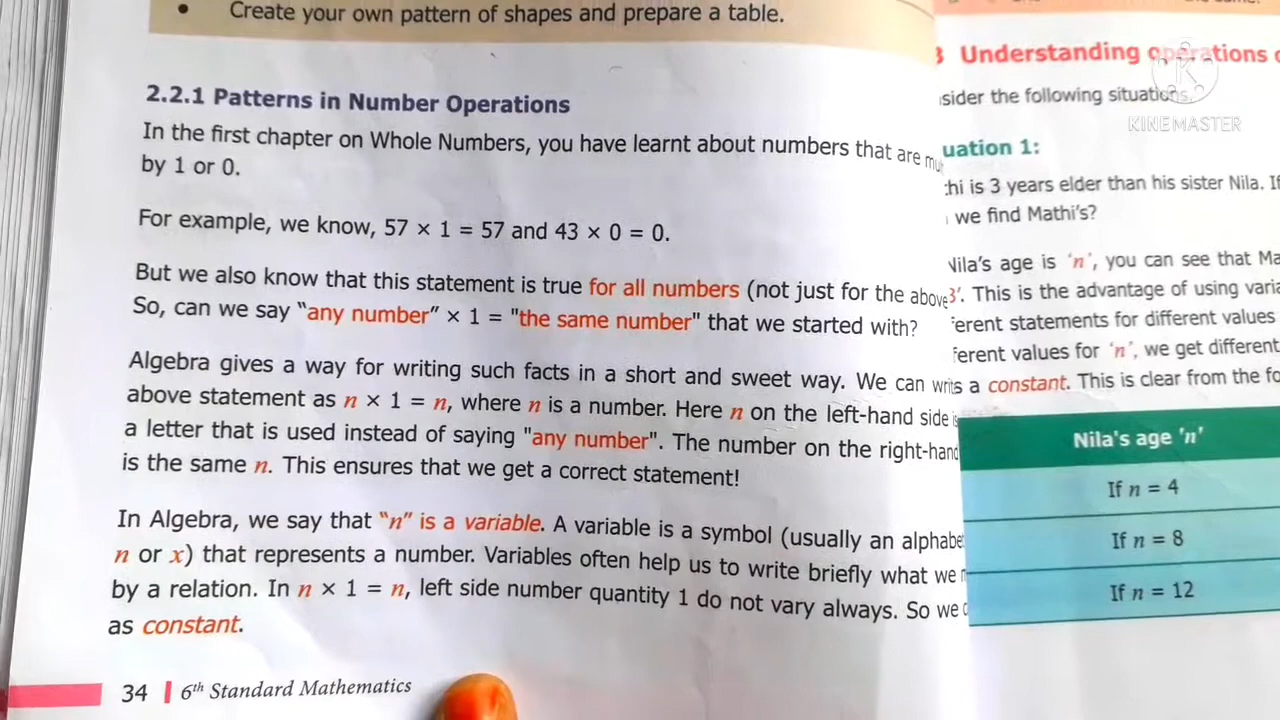 • Create your own pattern of shapes and prepare a table.
2.2.1 Patterns in Number Operations
In the first chapter on Whole Numbers, you have learnt about numbers that are
by 1 or 0.
For example, we know, 57 × 1 = 57 and 43 × 0 = 0.
But we also know that this statement is true for all numbers (not just for the above
So, can we say “any number” × 1 = "the same number" that we started with?
Algebra gives a way for writing such facts in a short and sweet way. We can
above statement as n × 1 = n, where n is a number. Here n on the left-hand side
a letter that is used instead of saying "any number". The number on the right-hand
is the same n. This ensures that we get a correct statement!
In Algebra, we say that “n” is a variable. A variable is a symbol (usually an
n or x) that represents a number. Variables often help us to write briefly what we
by a relation. In n × 1 = n, left side number quantity 1 do not vary always. So we
as constant.
34 | 6th Standard Mathematics
Understanding operations
the following situations.
1:
is 3 years elder than his sister Nila. If
we find Mathi’s?
age is ‘n’, you can see that
This is the advantage of using
statements for different values
values for ‘n’, we get different
a constant. This is clear from the
Nila's age 'n'
If n = 4
If n = 8
If n = 12
KINEMASTER